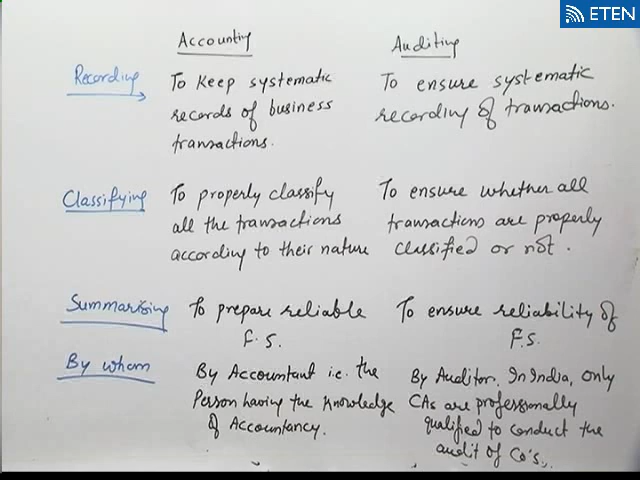 ETEN
Accounting
Auditing
Recording
To keep systematic
records of business
transactions.
To ensure systematic
recording of transactions.
Classifying
To properly classify
all the transactions
according to their nature
To ensure whether all
transactions are properly
classified or not.
Summarising
To prepare reliable
F.S.
To ensure reliability of
F.S.
By whom
By Accountant i.e. the
Person having the knowledge
of Accountancy.
By Auditor. In India, only
CAs are professionally
qualified to conduct the
audit of Co's.